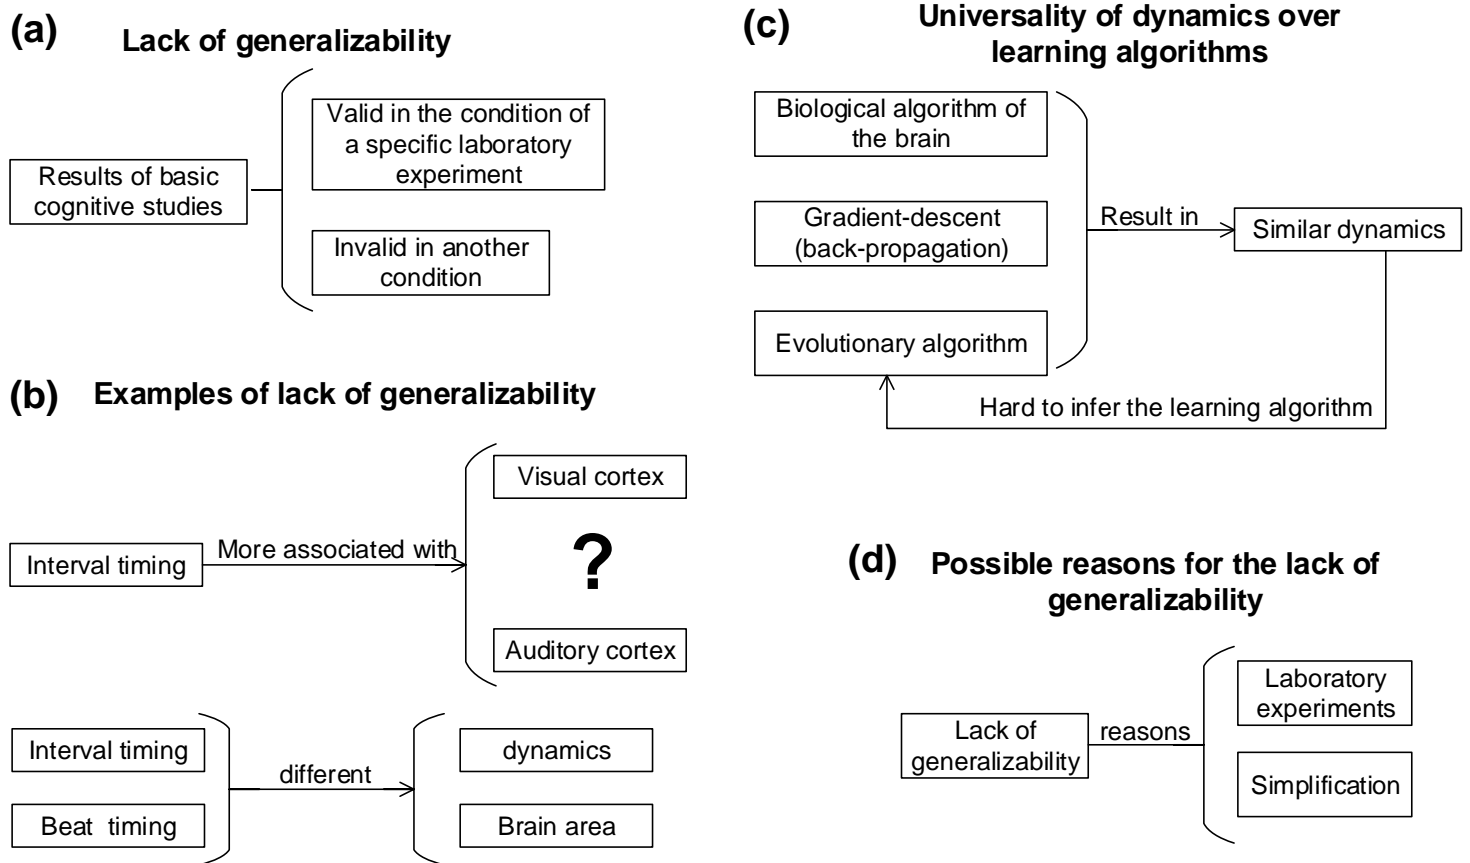 (a)
Lack of generalizability
Results of basic
cognitive studies
Valid in the condition of
a specific laboratory
experiment
Invalid in another
condition
(b)
Examples of lack of generalizability
Interval timing
More associated with
Visual cortex
?
Auditory cortex
Interval timing
Beat timing
different
dynamics
Brain area
(c)
Universality of dynamics over
learning algorithms
Biological algorithm of
the brain
Gradient-descent
(back-propagation)
Evolutionary algorithm
Result in
Similar dynamics
Hard to infer the learning algorithm
(d)
Possible reasons for the lack of
generalizability
Lack of
generalizability
reasons
Laboratory
experiments
Simplification